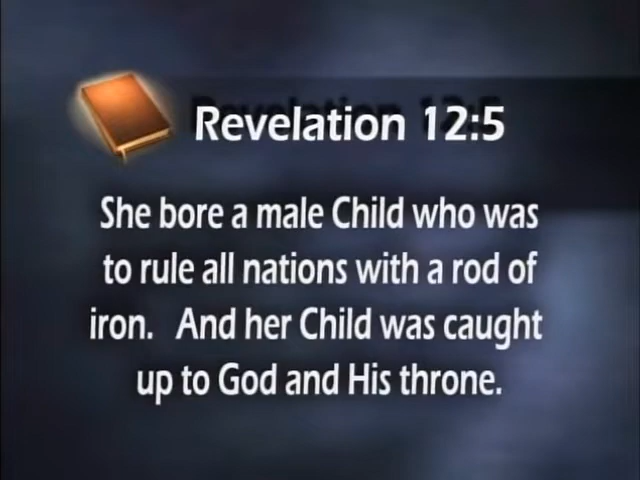 Revelation 12:5
She bore a male Child who was
to rule all nations with a rod of
iron. And her Child was caught
up to God and His throne.